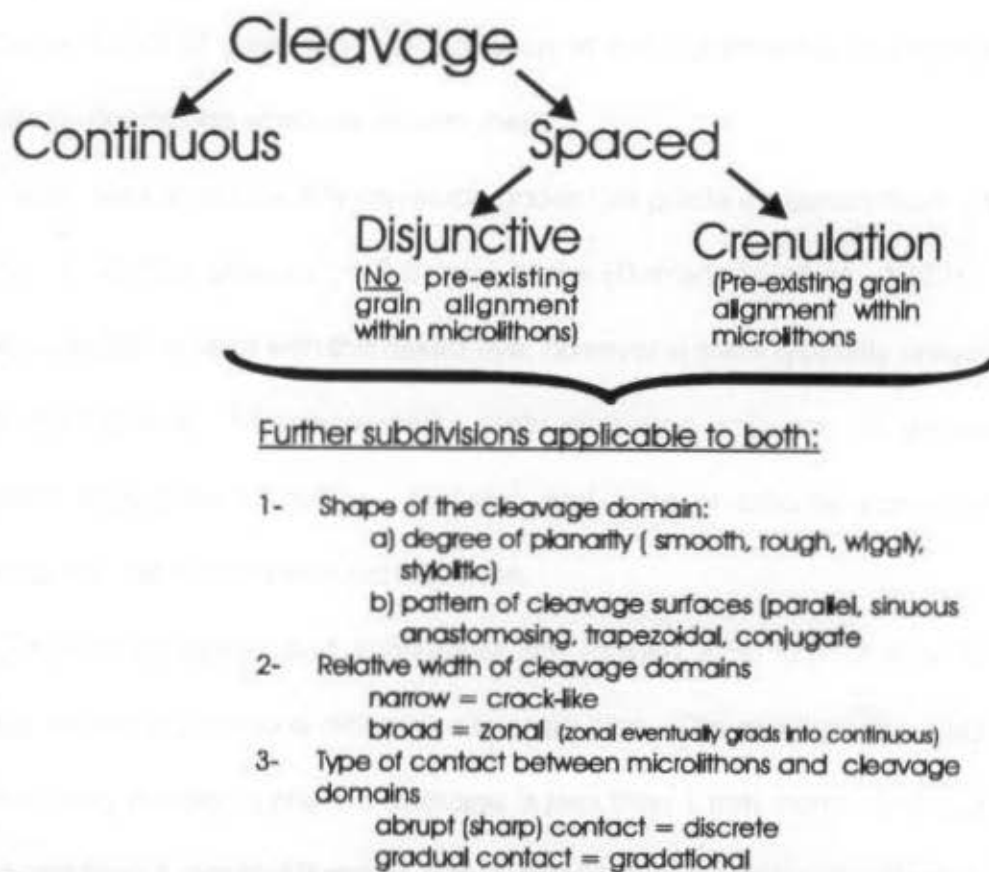 Cleavage
Continuous
Spaced
Disjunctive
(No pre-existing
grain alignment
within microlithons)
Crenulation
(Pre-existing grain
alignment within
microlithons
Further subdivisions applicable to both:
1- Shape of the cleavage domain:
a) degree of planarity ( smooth, rough, wiggly,
stylolitic)
b) pattern of cleavage surfaces (parallel, sinuous
anastomosing, trapezoidal, conjugate
2- Relative width of cleavage domains
narrow = crack-like
broad = zonal (zonal eventually grads into continuous)
3- Type of contact between microlithons and cleavage
domains
abrupt (sharp) contact = discrete
gradual contact = gradational